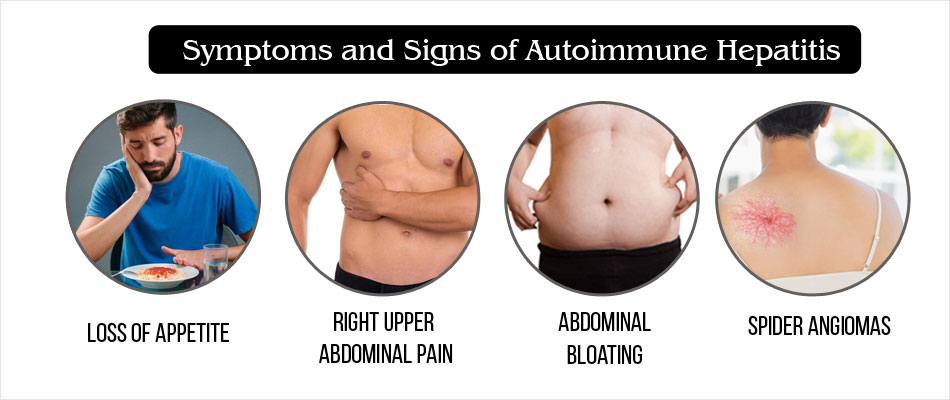 Symptoms and Signs of Autoimmune Hepatitis
LOSS OF APPETITE
RIGHT UPPER
ABDOMINAL PAIN
ABDOMINAL
BLOATING
SPIDER ANGIOMAS